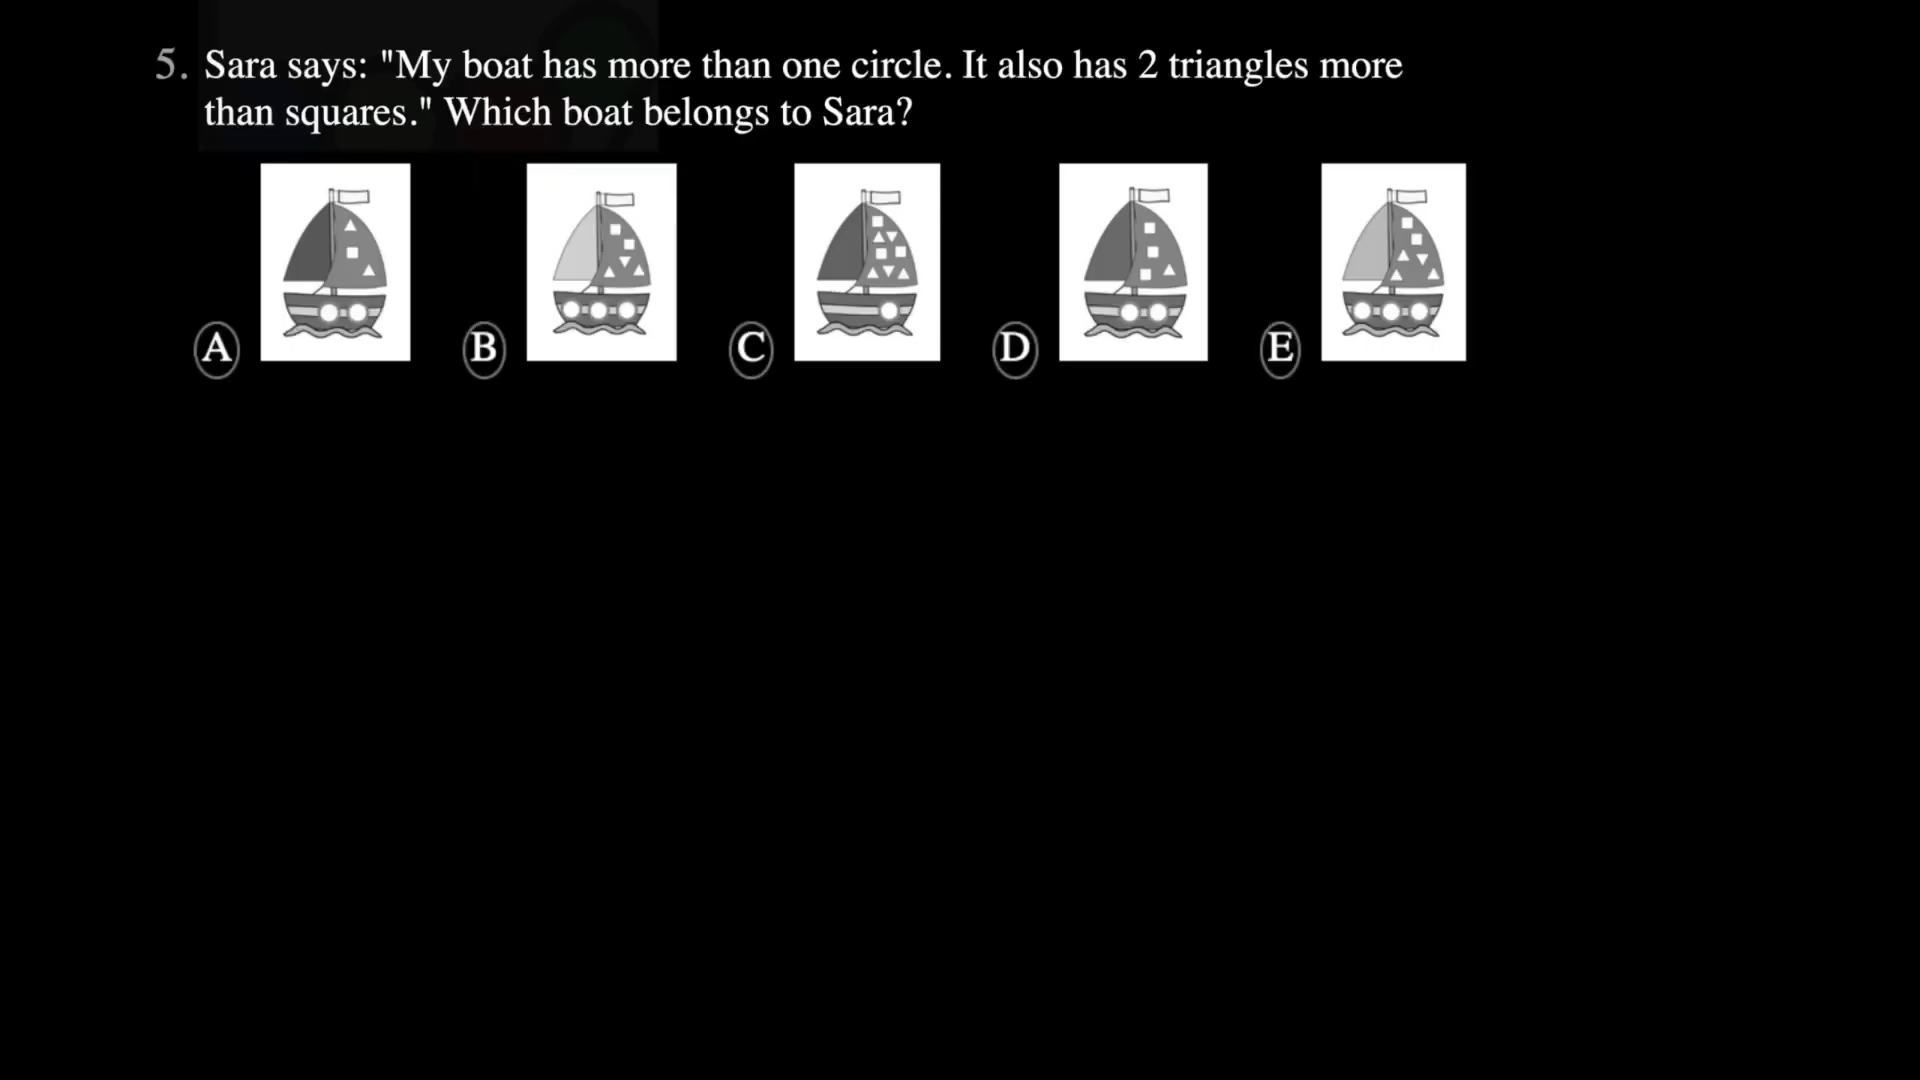 5. Sara says: "My boat has more than one circle. It also has 2 triangles more
than squares." Which boat belongs to Sara?
A B C D E